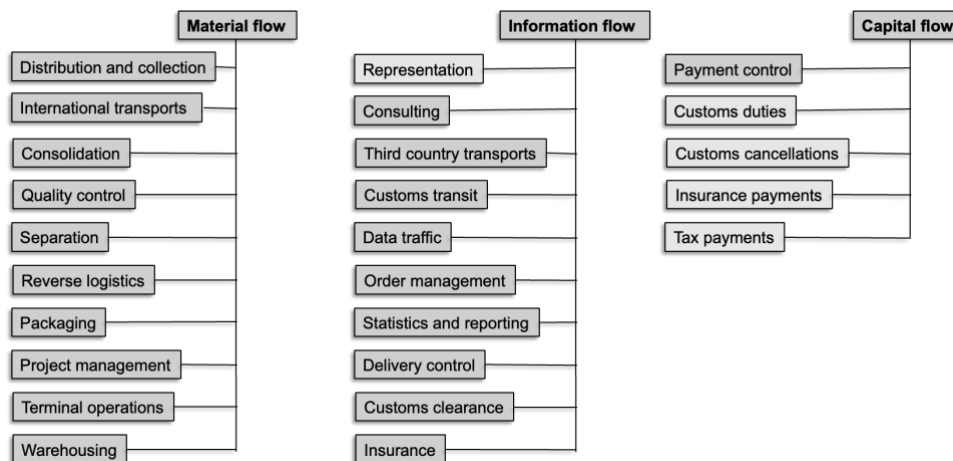 Material flow
Distribution and collection
International transports
Consolidation
Quality control
Separation
Reverse logistics
Packaging
Project management
Terminal operations
Warehousing
Information flow
Representation
Consulting
Third country transports
Customs transit
Data traffic
Order management
Statistics and reporting
Delivery control
Customs clearance
Insurance
Capital flow
Payment control
Customs duties
Customs cancellations
Insurance payments
Tax payments